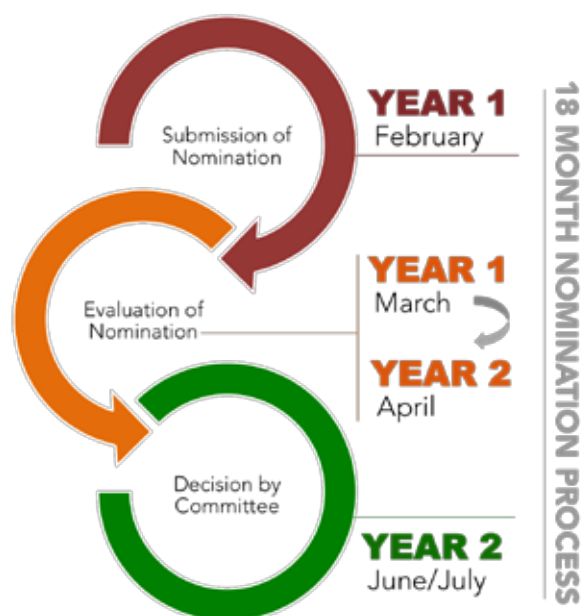 Submission of
Nomination
YEAR 1
February
Evaluation of
Nomination
YEAR 1
March
YEAR 2
April
Decision by
Committee
YEAR 2
June/July
18 MONTH NOMINATION PROCESS